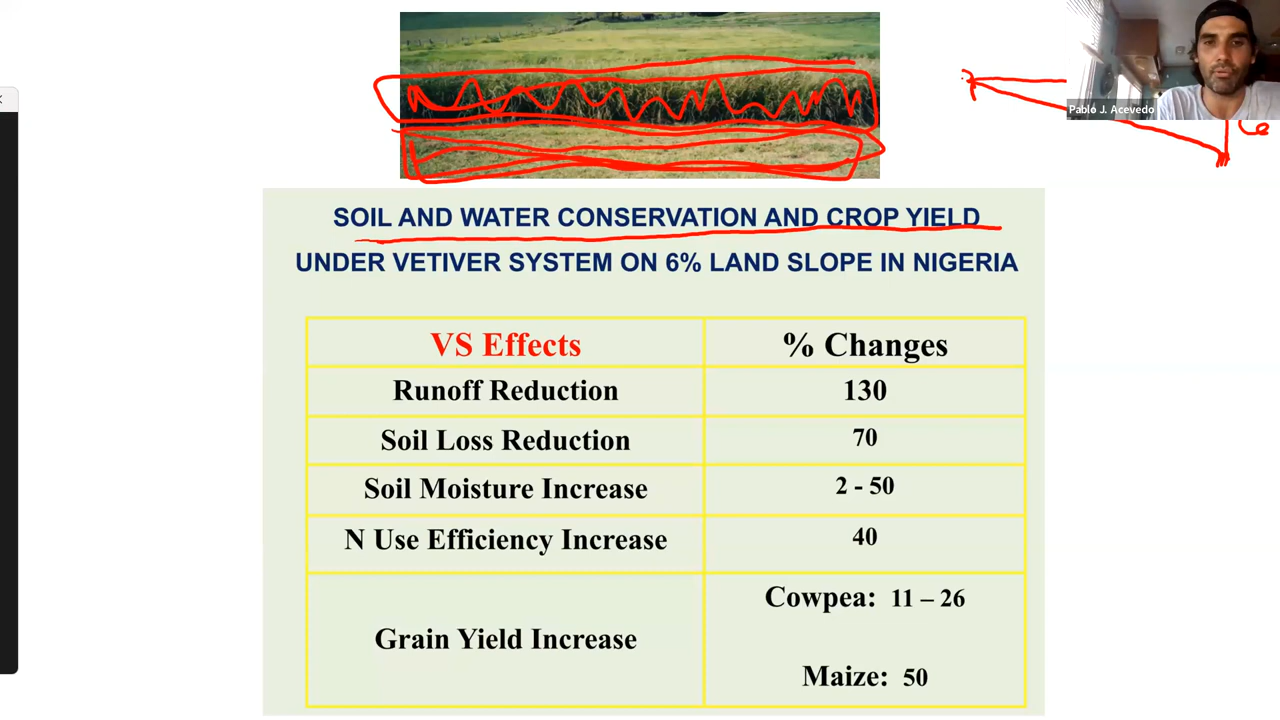 Pablo J. Acevedo
SOIL AND WATER CONSERVATION AND CROP YIELD
UNDER VETIVER SYSTEM ON 6% LAND SLOPE IN NIGERIA
VS Effects
% Changes
Runoff Reduction
130
Soil Loss Reduction
70
Soil Moisture Increase
2 - 50
N Use Efficiency Increase
40
Grain Yield Increase
Cowpea: 11 – 26
Maize: 50